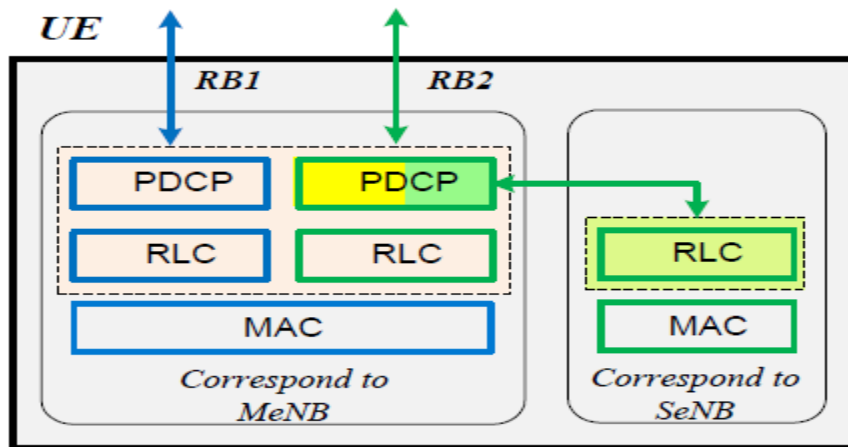 UE
RB1
RB2
PDCP
PDCP
RLC
RLC
RLC
MAC
MAC
Correspond to
MeNB
Correspond to
SeNB